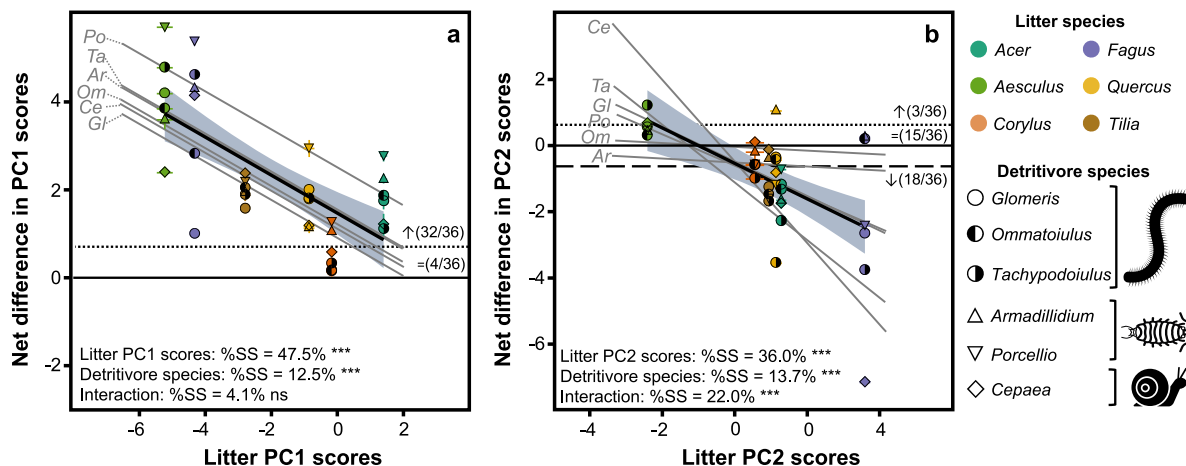 a
Net difference in PC1 scores
4
2
0
-2
Po
Ta
Ar
Om
Ce
Gl
↑(32/36)
=(4/36)
Litter PC1 scores: %SS = 47.5% ***
Detritivore species: %SS = 12.5% ***
Interaction: %SS = 4.1% ns
-6 -4 -2 0 2
Litter PC1 scores
b
Net difference in PC2 scores
2
0
-2
-4
-6
Ce
Ta
Gl
Po
Om
Ar
↑(3/36)
=(15/36)
↓(18/36)
Litter PC2 scores: %SS = 36.0% ***
Detritivore species: %SS = 13.7% ***
Interaction: %SS = 22.0% ***
-4 -2 0 2 4
Litter PC2 scores
Litter species
Acer Fagus
Aesculus Quercus
Corylus Tilia
Detritivore species
Glomeris
Ommatoiulus
Tachypodoiulus
Armadillidium
Porcellio
Cepaea